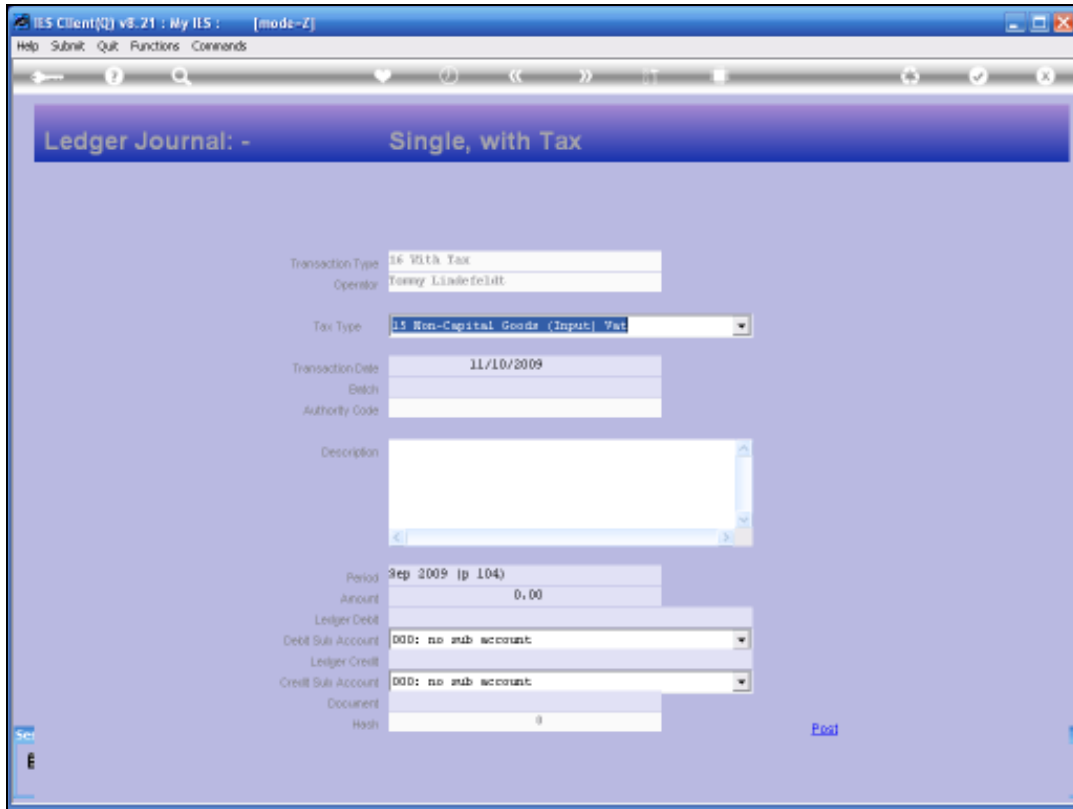 IES Client(Q) v8.21 : My IES : [mode-Z]
Help Submit Quit Functions Commands
Ledger Journal: - Single, with Tax
Transaction Type 16 With Tax
Operator Tommy Lindefeldt
Tax Type 15 Non-Capital Goods (Input) Vat
Transaction Date 11/10/2009
Batch
Authority Code
Description
Period Sep 2009 (p 104)
Amount 0.00
Ledger Debit
Debit Sub Account 000: no sub account
Ledger Credit
Credit Sub Account 000: no sub account
Document
Hash 0
Post